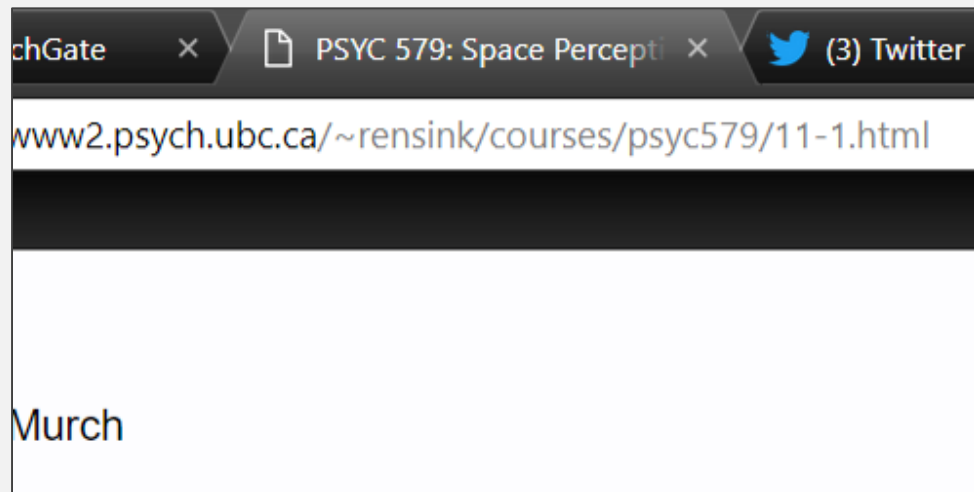 chGate × PSYC 579: Space Percepti × (3) Twitter
www2.psych.ubc.ca/~rensink/courses/psyc579/11-1.html
Murch